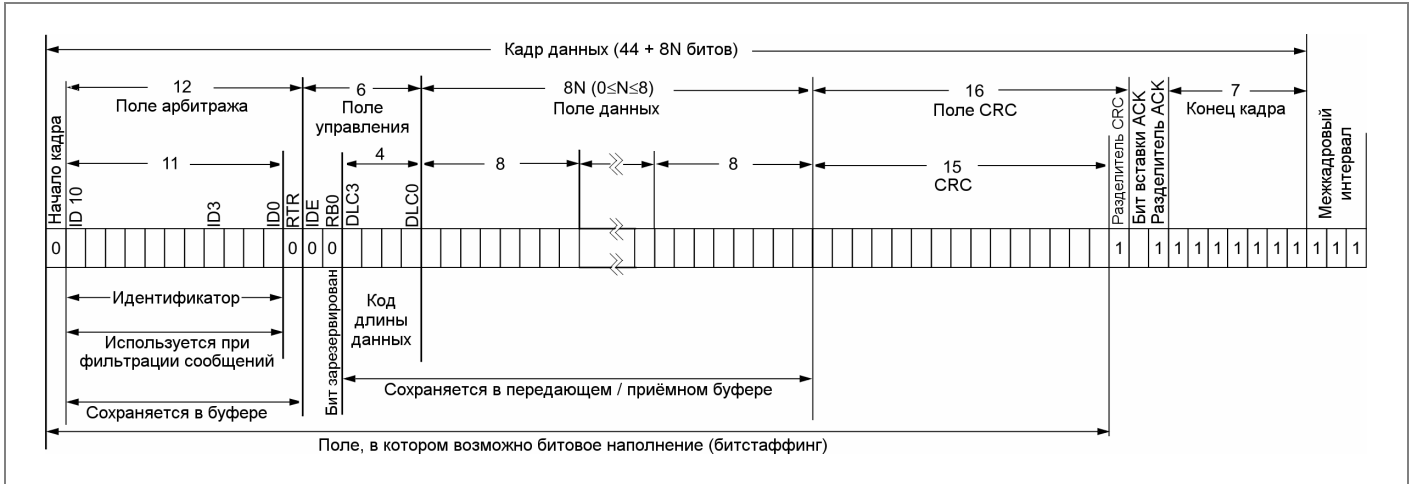 Кадр данных (44 + 8N битов)
12
Поле арбитража
6
Поле
управления
8N (0≤N≤8)
Поле данных
16
Поле CRC
7
Конец кадра
Начало кадра
11
ID 10
ID3
ID0
RTR
IDE
RB0
4
DLC3
DLC0
8
8
15
CRC
Разделитель CRC
Бит вставки ACK
Разделитель ACK
Межкадровый
интервал
0 0 0 0 1 1 1 1 1 1 1 1 1 1 1 1
Идентификатор
Используется при
фильтрации сообщений
Сохраняется в буфере
Бит зарезервирован
Код
длины
данных
Сохраняется в передающем / приёмном буфере
Поле, в котором возможно битовое наполнение (битстаффинг)